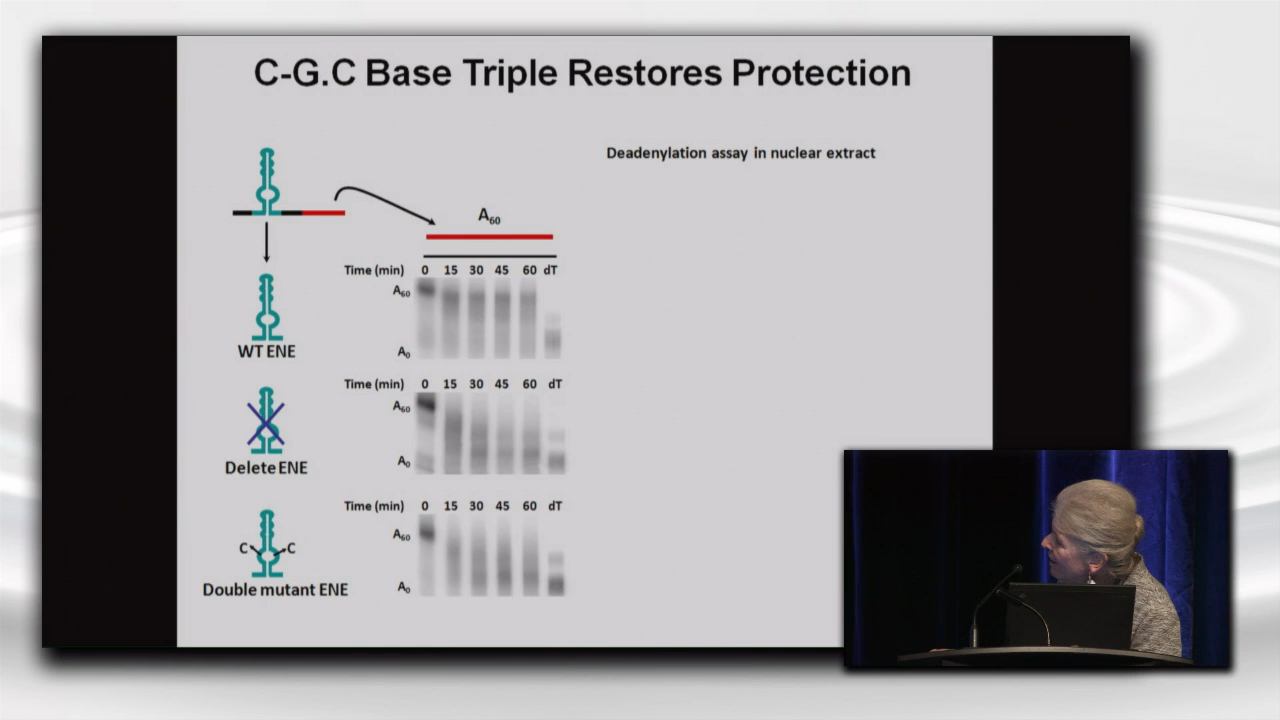 C-G.C Base Triple Restores Protection
Deadenylation assay in nuclear extract
A60
Time (min) 0 15 30 45 60 dT
A60
A0
WT ENE
Time (min) 0 15 30 45 60 dT
A60
A0
Delete ENE
Time (min) 0 15 30 45 60 dT
A60
C C
A0
Double mutant ENE